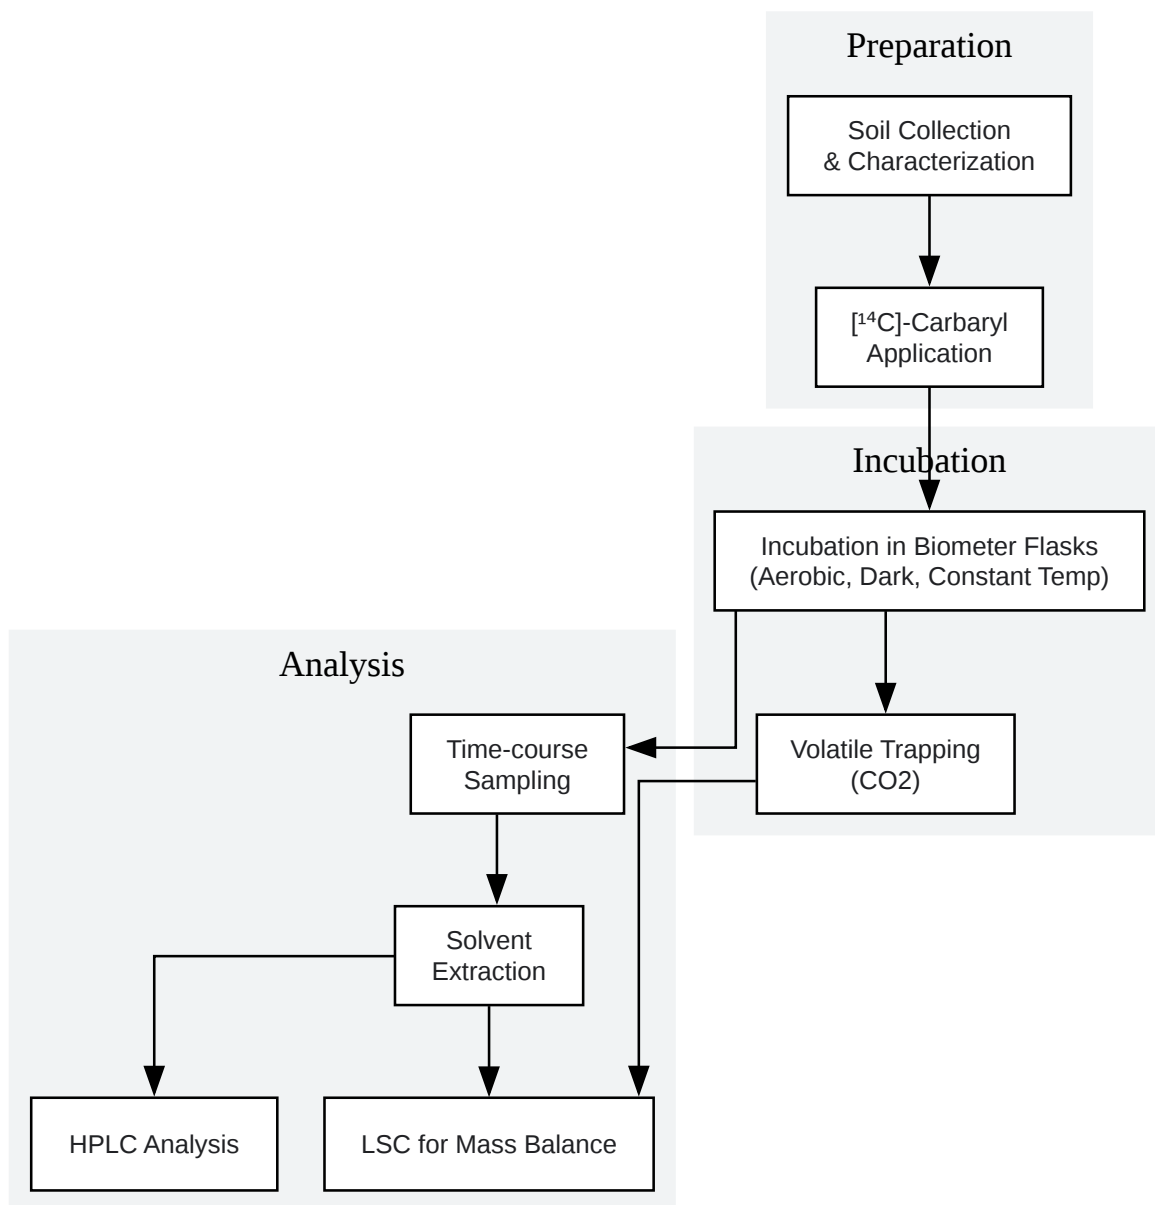 Preparation
Soil Collection
& Characterization
[¹⁴C]-Carbaryl
Application
Incubation
Incubation in Biometer Flasks
(Aerobic, Dark, Constant Temp)
Analysis
Time-course
Sampling
Volatile Trapping
(CO2)
Solvent
Extraction
HPLC Analysis
LSC for Mass Balance